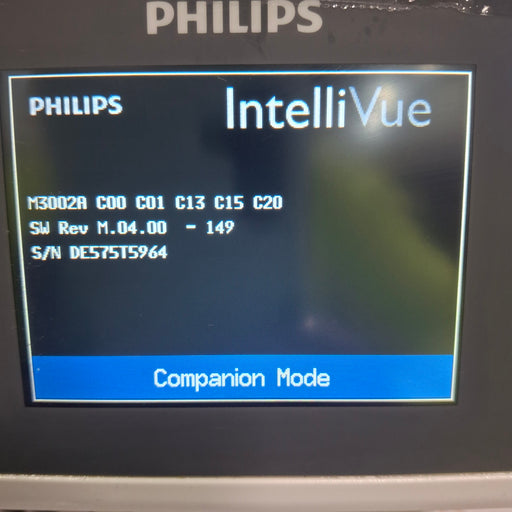 PHILIPS
PHILIPS IntelliVue
M3002A C00 C01 C13 C15 C20
SW Rev M.04.00 - 149
S/N DE575T5964
Companion Mode